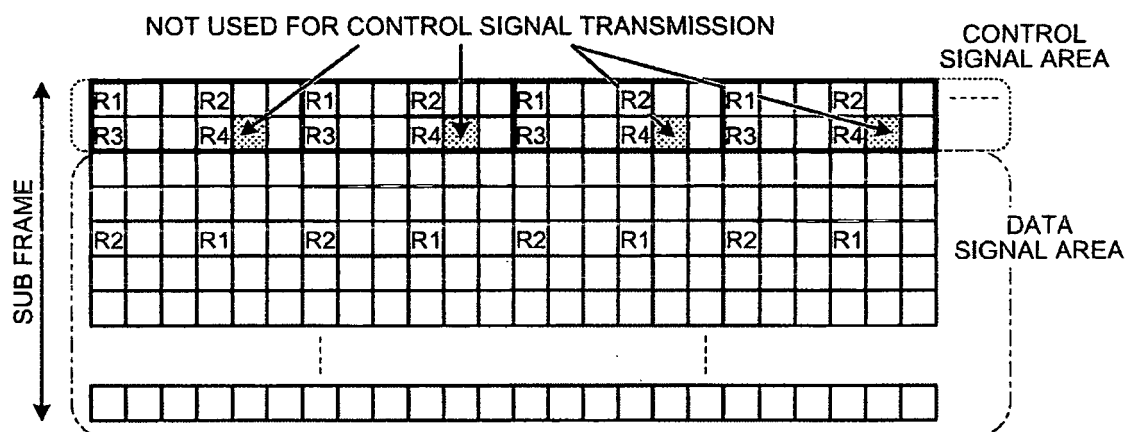 NOT USED FOR CONTROL SIGNAL TRANSMISSION
CONTROL
SIGNAL AREA
R1 R2 R1 R2 R1 R2 R1 R2
R3 R4 R3 R4 R3 R4 R3 R4
R2 R1 R2 R1 R2 R1 R2 R1
DATA
SIGNAL AREA
SUB FRAME